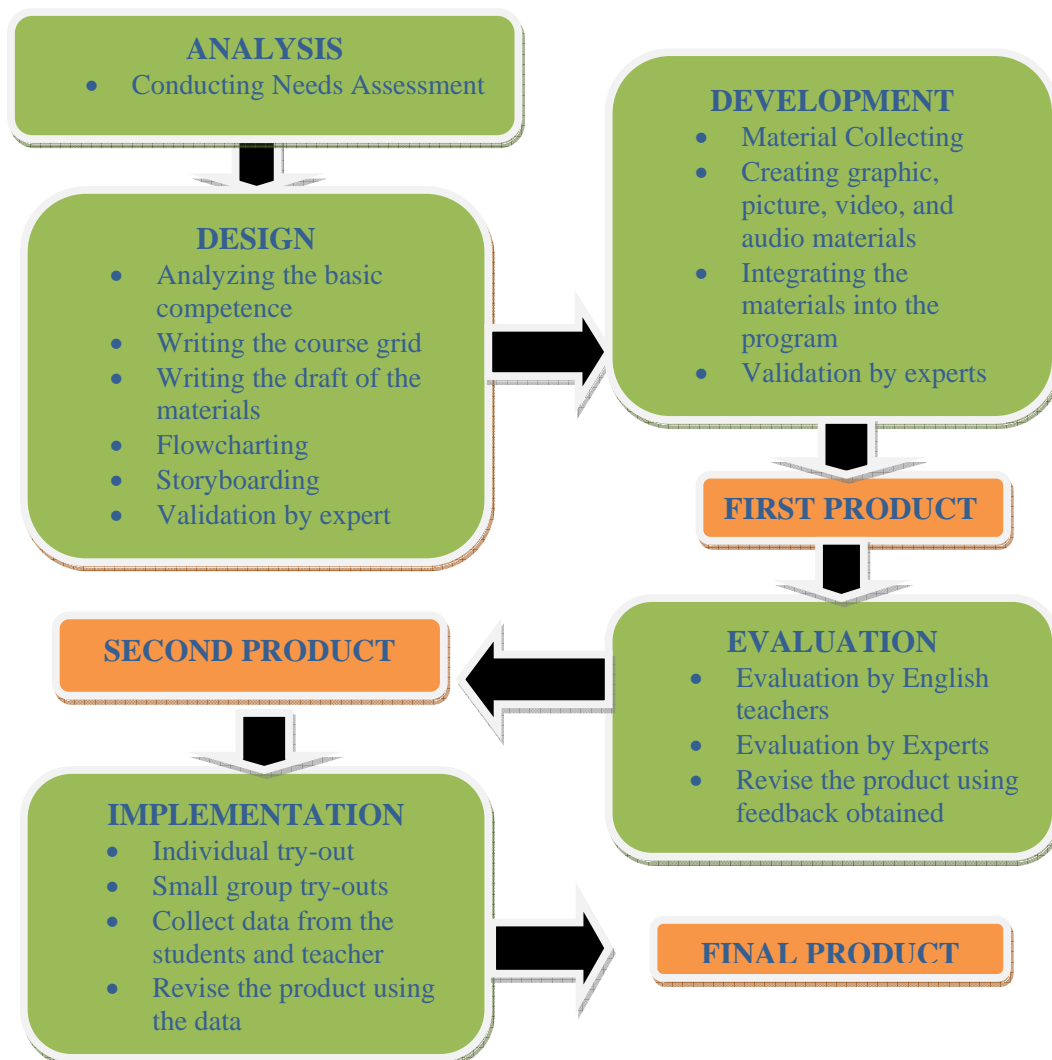 ANALYSIS
• Conducting Needs Assessment
DESIGN
• Analyzing the basic
competence
• Writing the course grid
• Writing the draft of the
materials
• Flowcharting
• Storyboarding
• Validation by expert
DEVELOPMENT
• Material Collecting
• Creating graphic,
picture, video, and
audio materials
• Integrating the
materials into the
program
• Validation by experts
FIRST PRODUCT
EVALUATION
• Evaluation by English
teachers
• Evaluation by Experts
• Revise the product using
feedback obtained
SECOND PRODUCT
IMPLEMENTATION
• Individual try-out
• Small group try-outs
• Collect data from the
students and teacher
• Revise the product using
the data
FINAL PRODUCT